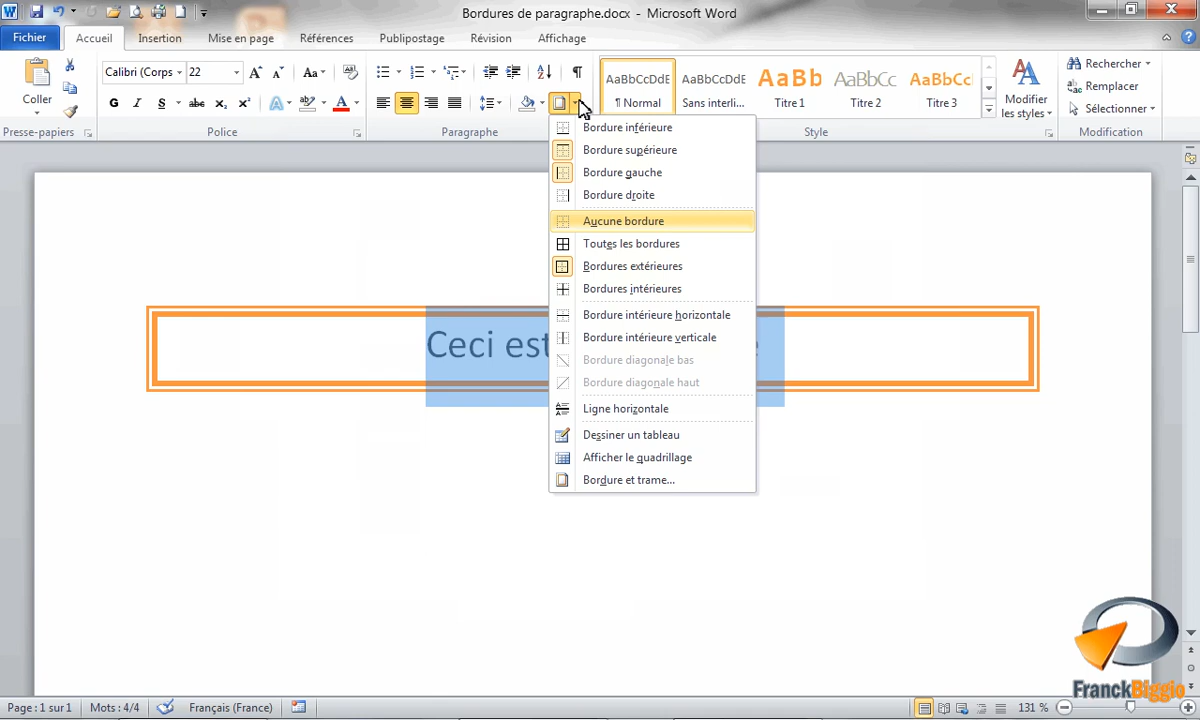 Bordures de paragraphe.docx - Microsoft Word
Fichier Accueil Insertion Mise en page Références Publipostage Révision Affichage
Calibri (Corps 22 Aa
AaBbCcDdE AaBbCcDdE AaBb AaBbCc AaBbCc
Rechercher
Remplacer
Sélectionner
Coller
G I S abc x₂ x² A ab A
¶ Normal Sans interli... Titre 1 Titre 2 Titre 3
Modifier
les styles
Presse-papiers Police Paragraphe Style Modification
Bordure inférieure
Bordure supérieure
Bordure gauche
Bordure droite
Aucune bordure
Toutes les bordures
Bordures extérieures
Bordures intérieures
Bordure intérieure horizontale
Bordure intérieure verticale
Bordure diagonale bas
Bordure diagonale haut
Ligne horizontale
Dessiner un tableau
Afficher le quadrillage
Bordure et trame...
Ceci est
FranckBiggio
Page : 1 sur 1 Mots : 4/4 Français (France) 131 %